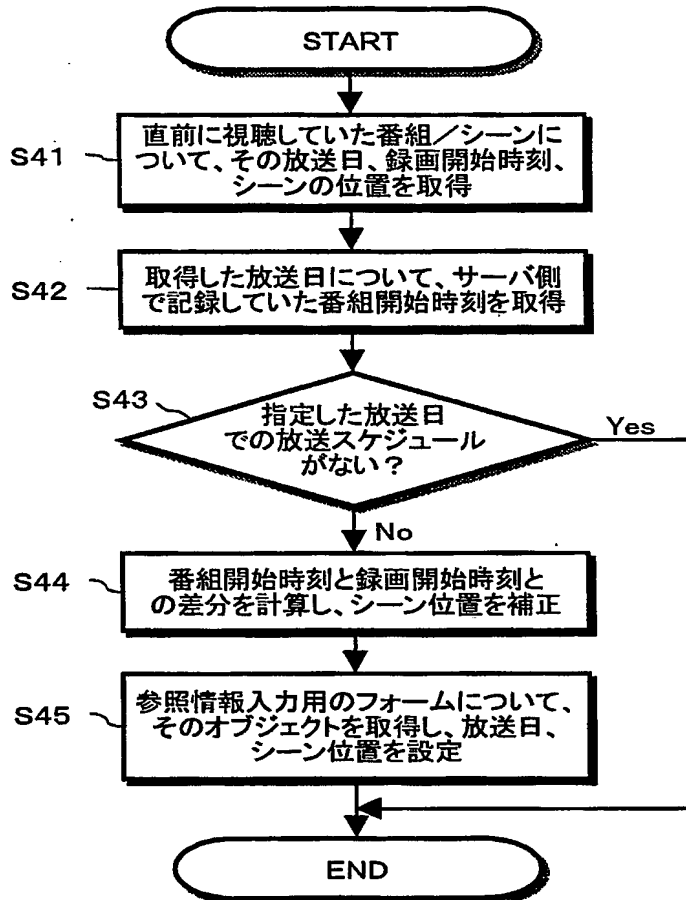 START
S41
直前に視聴していた番組／シーンに
ついて、その放送日、録画開始時刻、
シーンの位置を取得
S42
取得した放送日について、サーバ側
で記録していた番組開始時刻を取得
S43
指定した放送日
での放送スケジュール
がない？
Yes
No
S44
番組開始時刻と録画開始時刻と
の差分を計算し、シーン位置を補正
S45
参照情報入力用のフォームについて、
そのオブジェクトを取得し、放送日、
シーン位置を設定
END